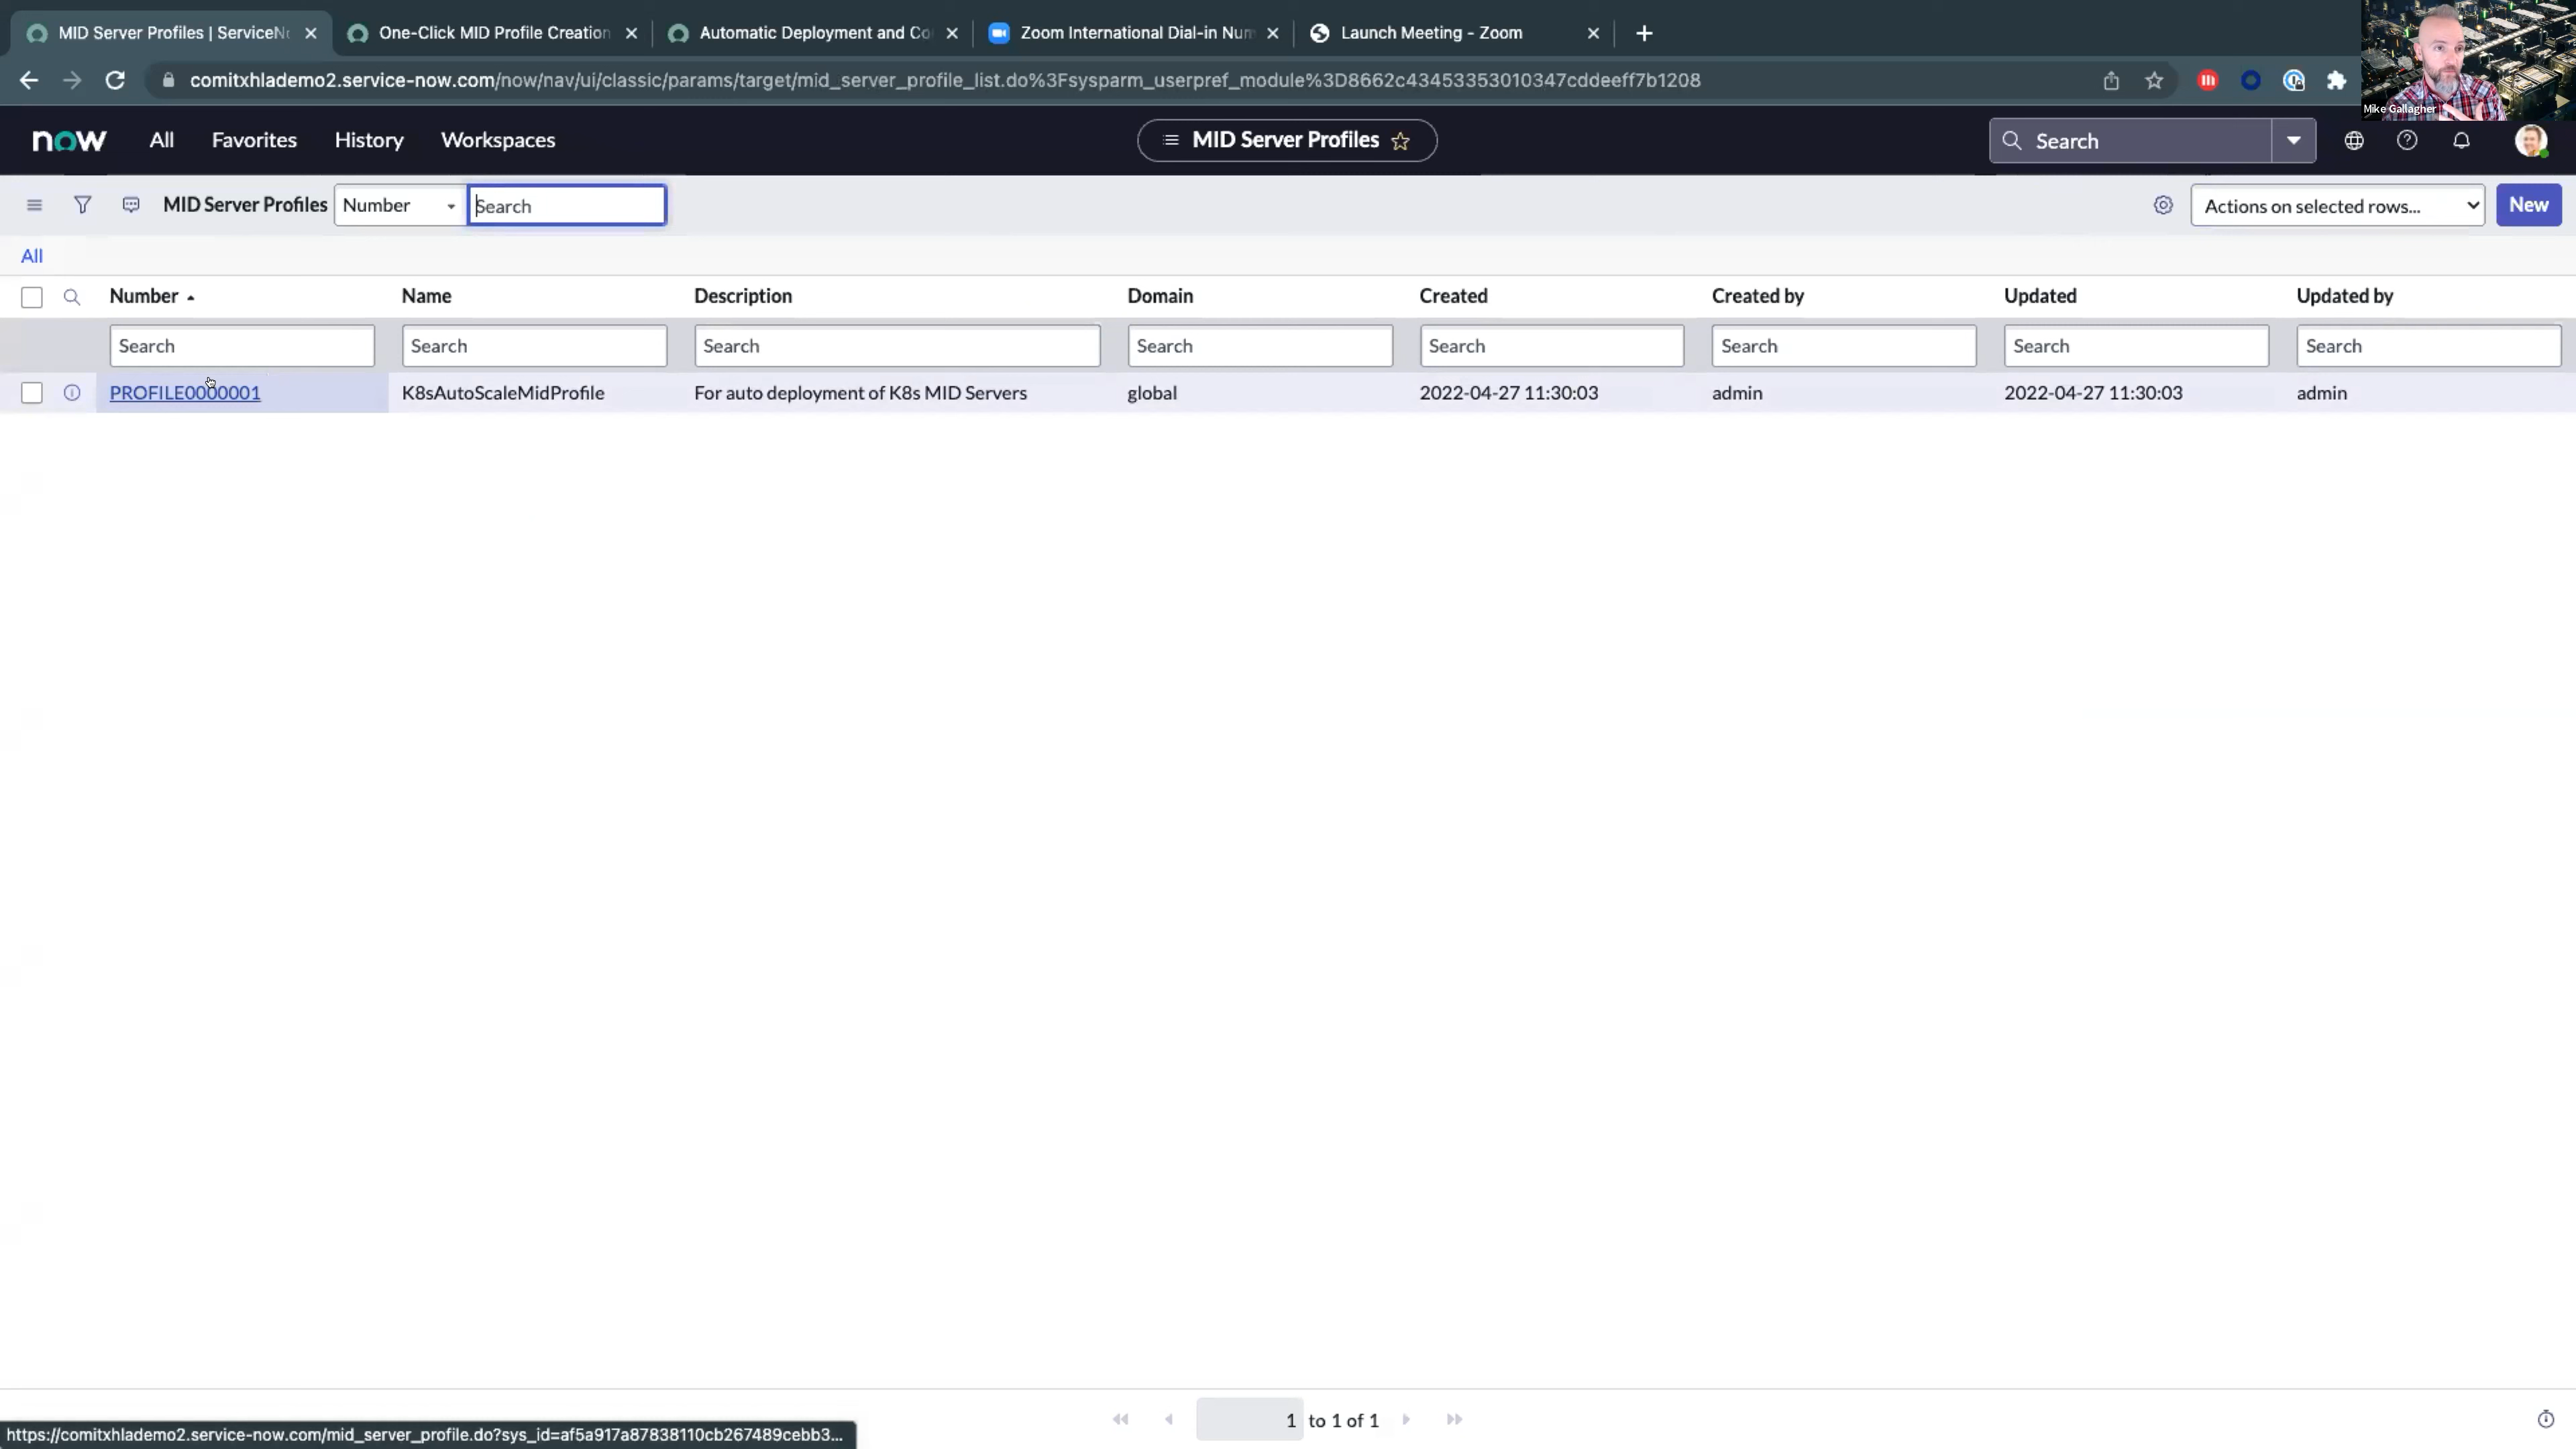 MID Server Profiles | ServiceN
One-Click MID Profile Creation
Automatic Deployment and Co
Zoom International Dial-in Num
Launch Meeting - Zoom
comitxhlademo2.service-now.com/now/nav/ui/classic/params/target/mid_server_profile_list.do%3Fsysparm_userpref_module%3D8662c43453353010347cddeeff7b1208
Mike Gallagher
now All Favorites History Workspaces MID Server Profiles Search
MID Server Profiles Number Search Actions on selected rows... New
All
Number Name Description Domain Created Created by Updated Updated by
Search Search Search Search Search Search Search Search
PROFILE0000001 K8sAutoScaleMidProfile For auto deployment of K8s MID Servers global 2022-04-27 11:30:03 admin 2022-04-27 11:30:03 admin
1 to 1 of 1
https://comitxhlademo2.service-now.com/mid_server_profile.do?sys_id=af5a917a87838110cb267489cebb3...